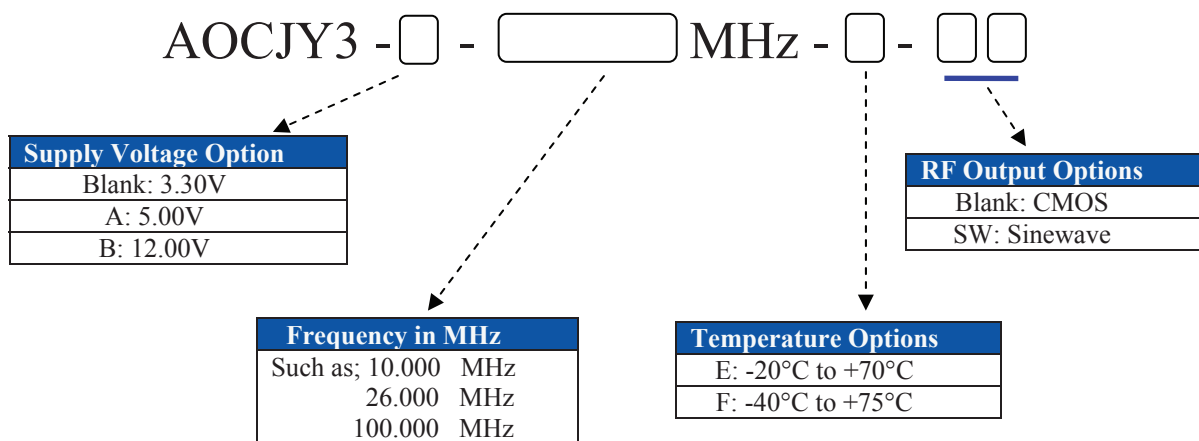 AOCJY3 - - MHz - -
Supply Voltage Option
Blank: 3.30V
A: 5.00V
B: 12.00V
RF Output Options
Blank: CMOS
SW: Sinewave
Frequency in MHz
Such as; 10.000 MHz
26.000 MHz
100.000 MHz
Temperature Options
E: -20°C to +70°C
F: -40°C to +75°C